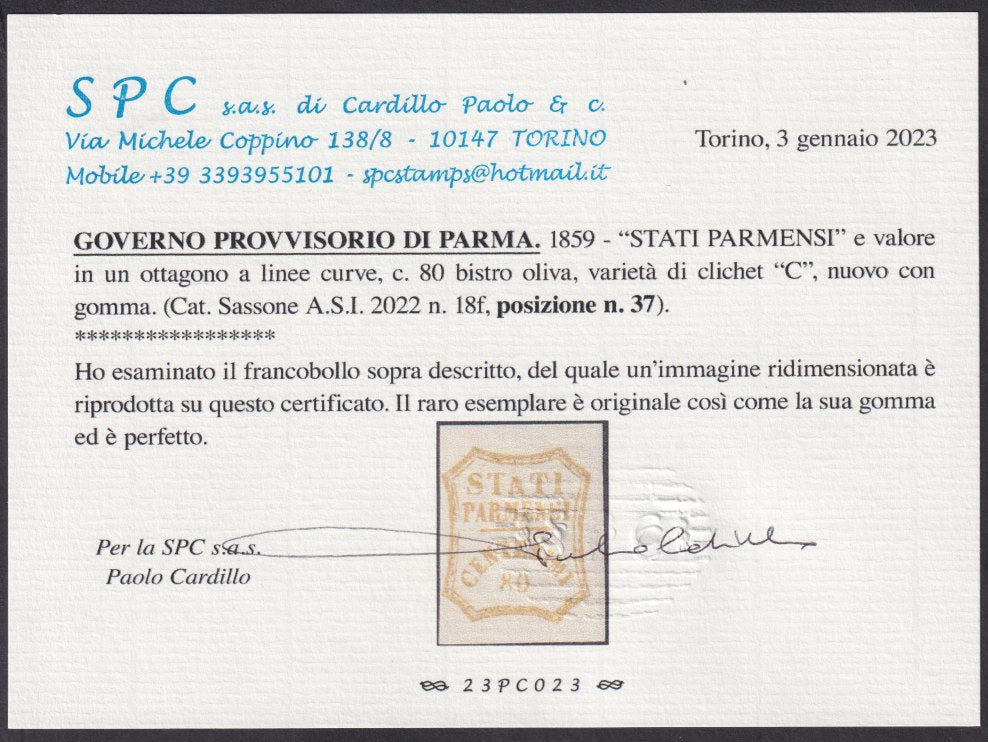 SPC s.a.s. di Cardillo Paolo & c.
Via Michele Coppino 138/8 - 10147 TORINO
Mobile +39 3393955101 - spcstamps@hotmail.it
Torino, 3 gennaio 2023
GOVERNO PROVVISORIO DI PARMA. 1859 - “STATI PARMENSI” e valore
in un ottagono a linee curve, c. 80 bistro oliva, varietà di clichet “C”, nuovo con
gomma. (Cat. Sassone A.S.I. 2022 n. 18f, posizione n. 37).
*****************
Ho esaminato il francobollo sopra descritto, del quale un'immagine ridimensionata è
riprodotta su questo certificato. Il raro esemplare è originale così come la sua gomma
ed è perfetto.
STATI
PARMENSI
CENTESIMI
80
Per la SPC s.a.s.
Paolo Cardillo
23PC023